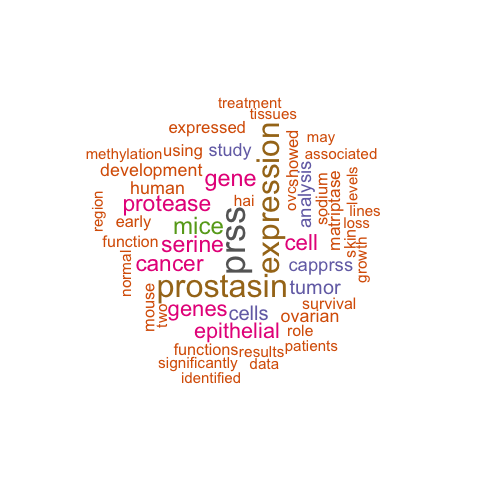 treatment
tissues
expressed
expression
may
methylation
using
study
showed
associated
development
gene
analysis
human
ovc
sodium
matriptase
levels
region
protease
hai
lines
early
mice
prss
skin
loss
function
serine
cell
growth
normal
cancer
capprss
prostasin
tumor
mouse
two
genes
cells
survival
ovarian
epithelial
role
functions
results
patients
significantly
data
identified